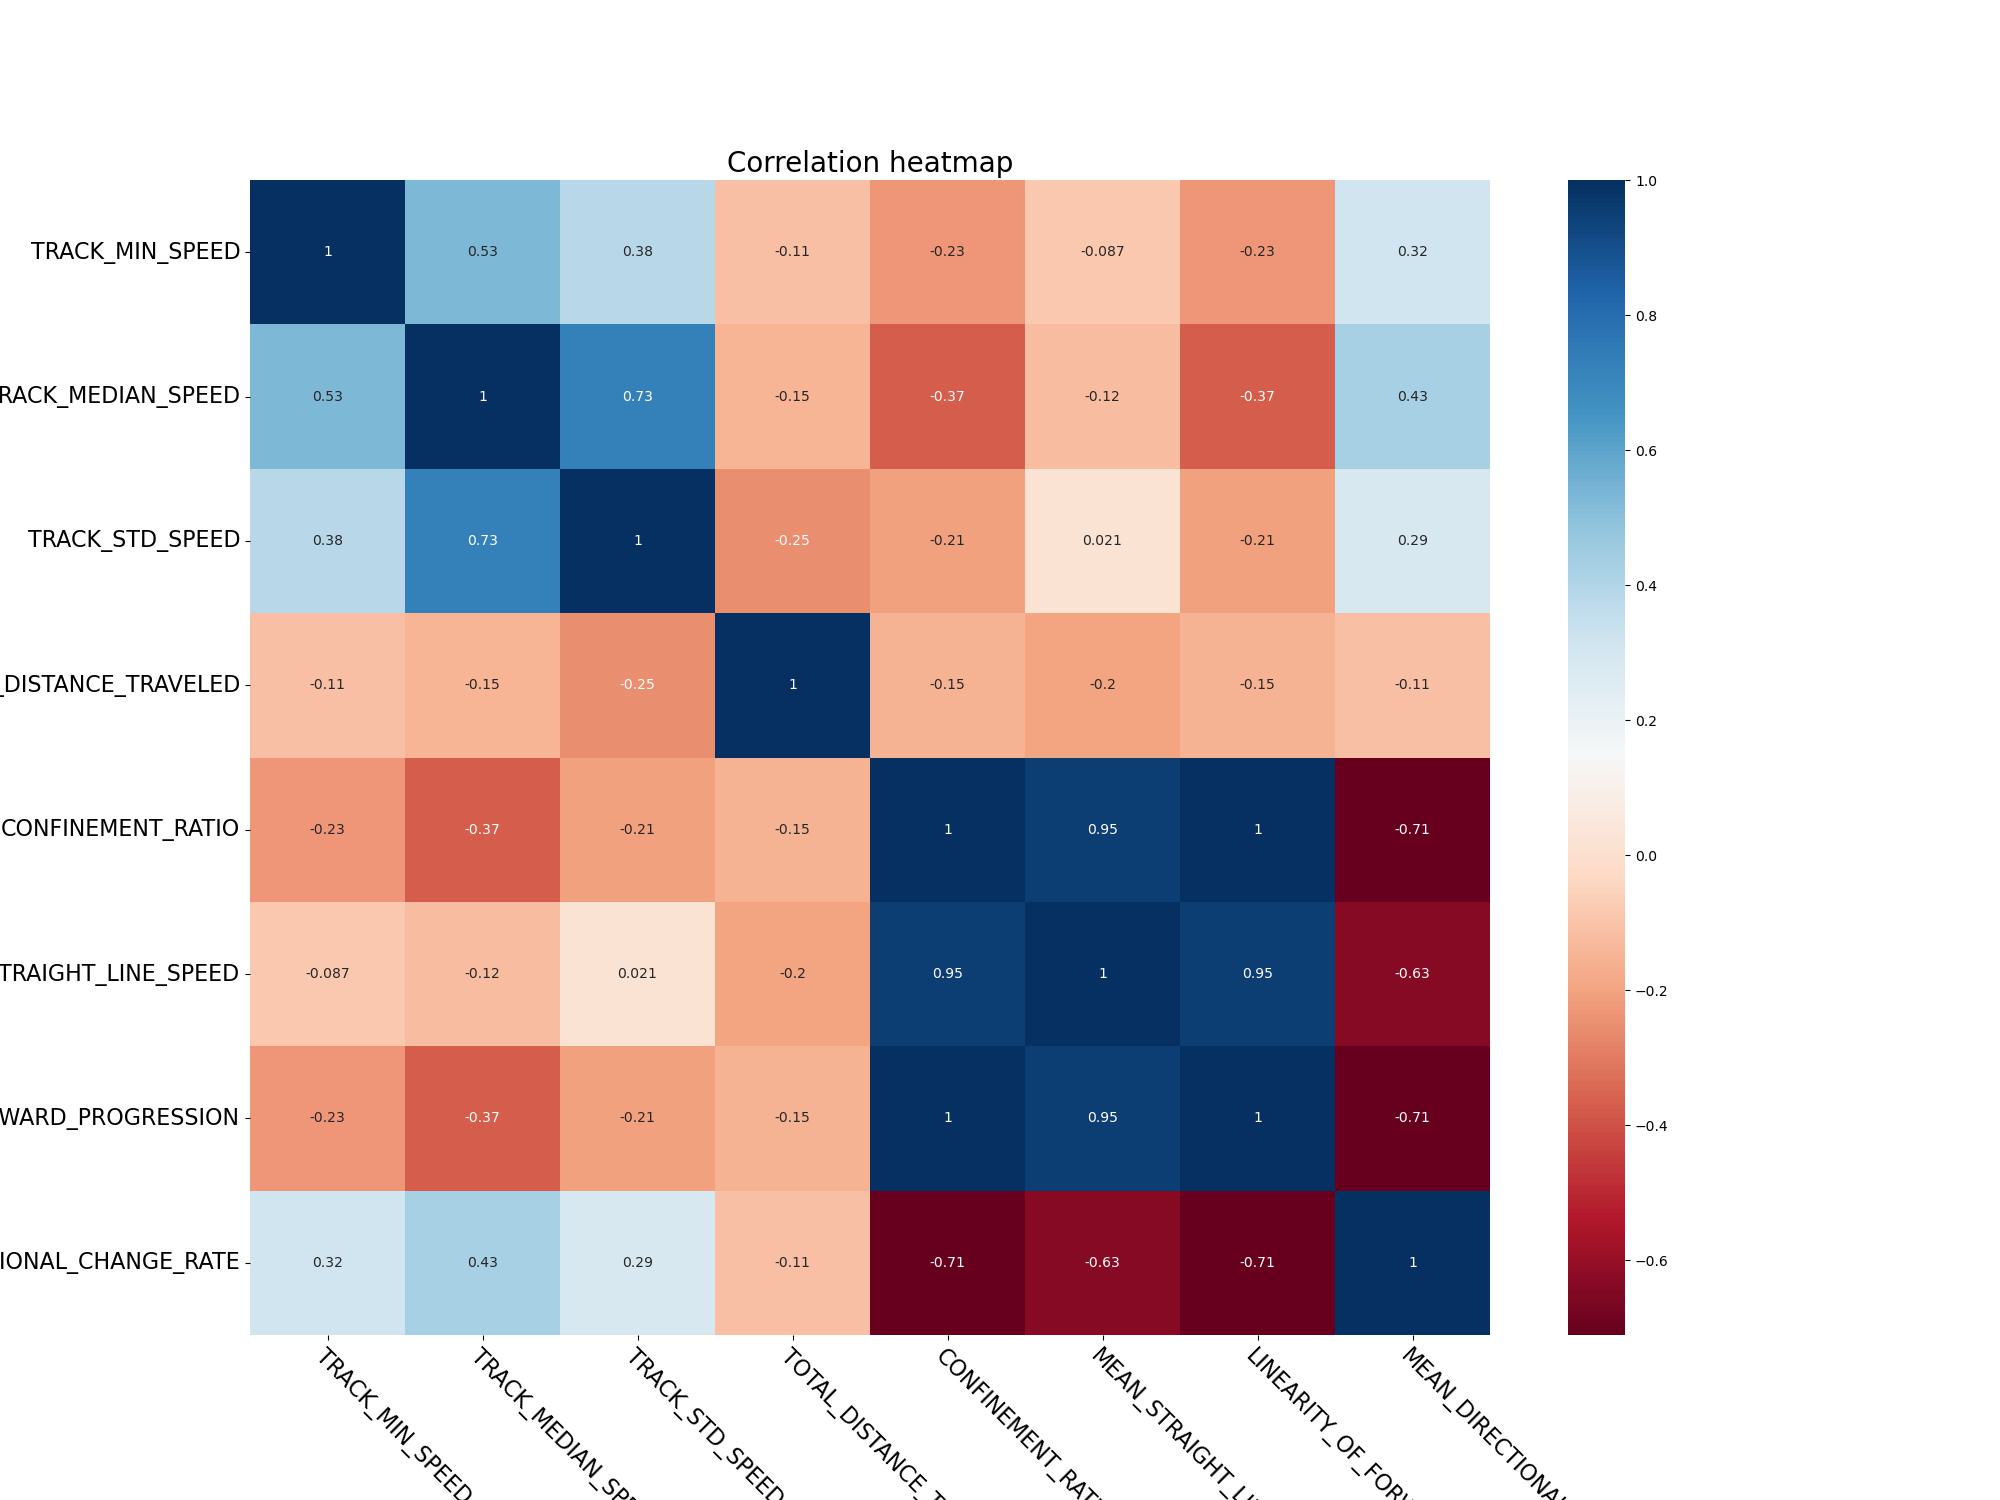 Correlation heatmap
TRACK_MIN_SPEED 1 0.53 0.38 -0.11 -0.23 -0.087 -0.23 0.32
RACK_MEDIAN_SPEED 0.53 1 0.73 -0.15 -0.37 -0.12 -0.37 0.43
TRACK_STD_SPEED 0.38 0.73 1 -0.25 -0.21 0.021 -0.21 0.29
_DISTANCE_TRAVELED -0.11 -0.15 -0.25 1 -0.15 -0.2 -0.15 -0.11
CONFINEMENT_RATIO -0.23 -0.37 -0.21 -0.15 1 0.95 1 -0.71
TRAIGHT_LINE_SPEED -0.087 -0.12 0.021 -0.2 0.95 1 0.95 -0.63
WARD_PROGRESSION -0.23 -0.37 -0.21 -0.15 1 0.95 1 -0.71
IONAL_CHANGE_RATE 0.32 0.43 0.29 -0.11 -0.71 -0.63 -0.71 1
TRACK_MIN_SPEED
TRACK_MEDIAN_SPE
TRACK_STD_SPEED
TOTAL_DISTANCE_T
CONFINEMENT_RATI
MEAN_STRAIGHT_LI
LINEARITY_OF_FORW
MEAN_DIRECTIONAL
1.0
0.8
0.6
0.4
0.2
0.0
−0.2
−0.4
−0.6